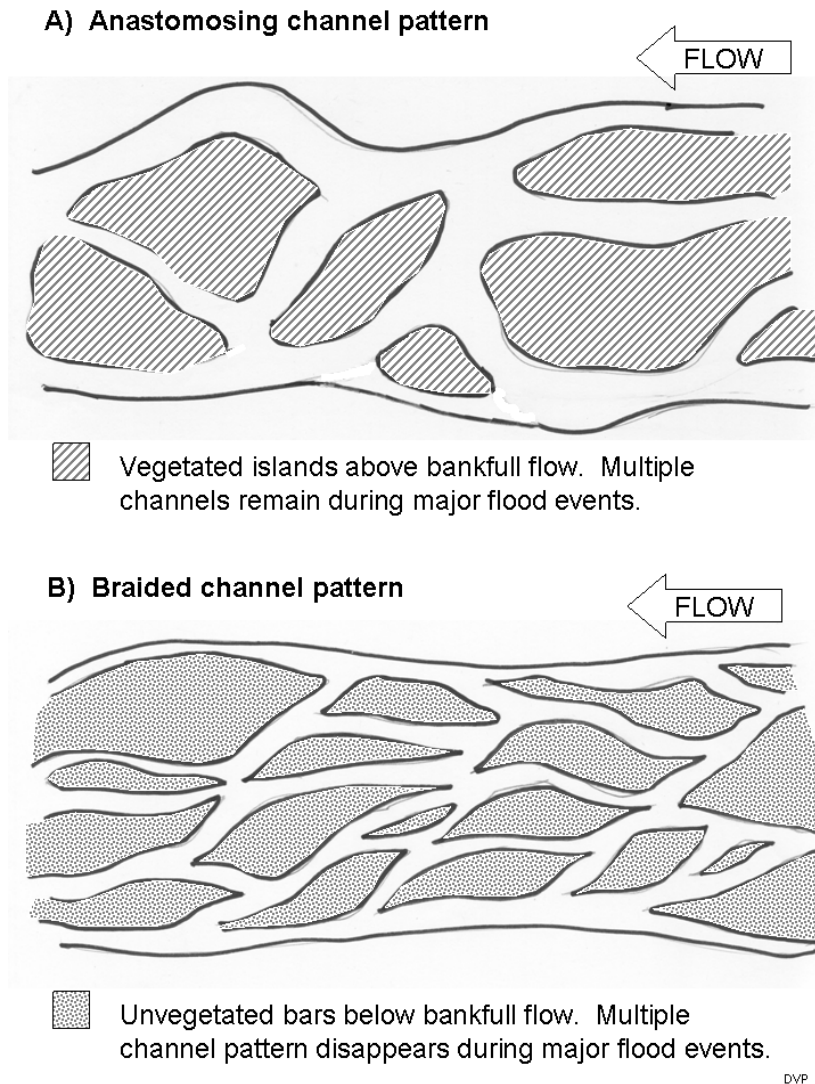 A) Anastomosing channel pattern
FLOW
Vegetated islands above bankfull flow. Multiple
channels remain during major flood events.
B) Braided channel pattern
FLOW
Unvegetated bars below bankfull flow. Multiple
channel pattern disappears during major flood events.
DVP